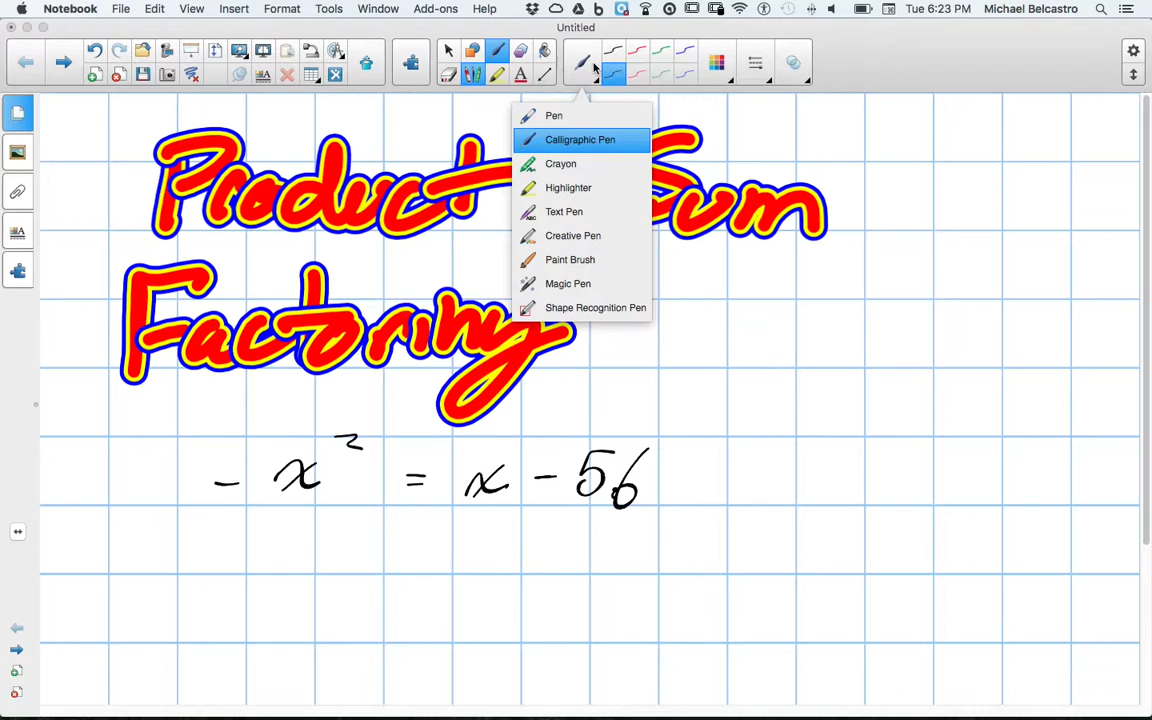 Notebook File Edit View Insert Format Tools Window Add-ons Help Tue 6:23 PM Michael Belcastro
Untitled
Pen
Calligraphic Pen
Crayon
Highlighter
Text Pen
Creative Pen
Paint Brush
Magic Pen
Shape Recognition Pen
Product Sum
Factoring
- x² = x - 56